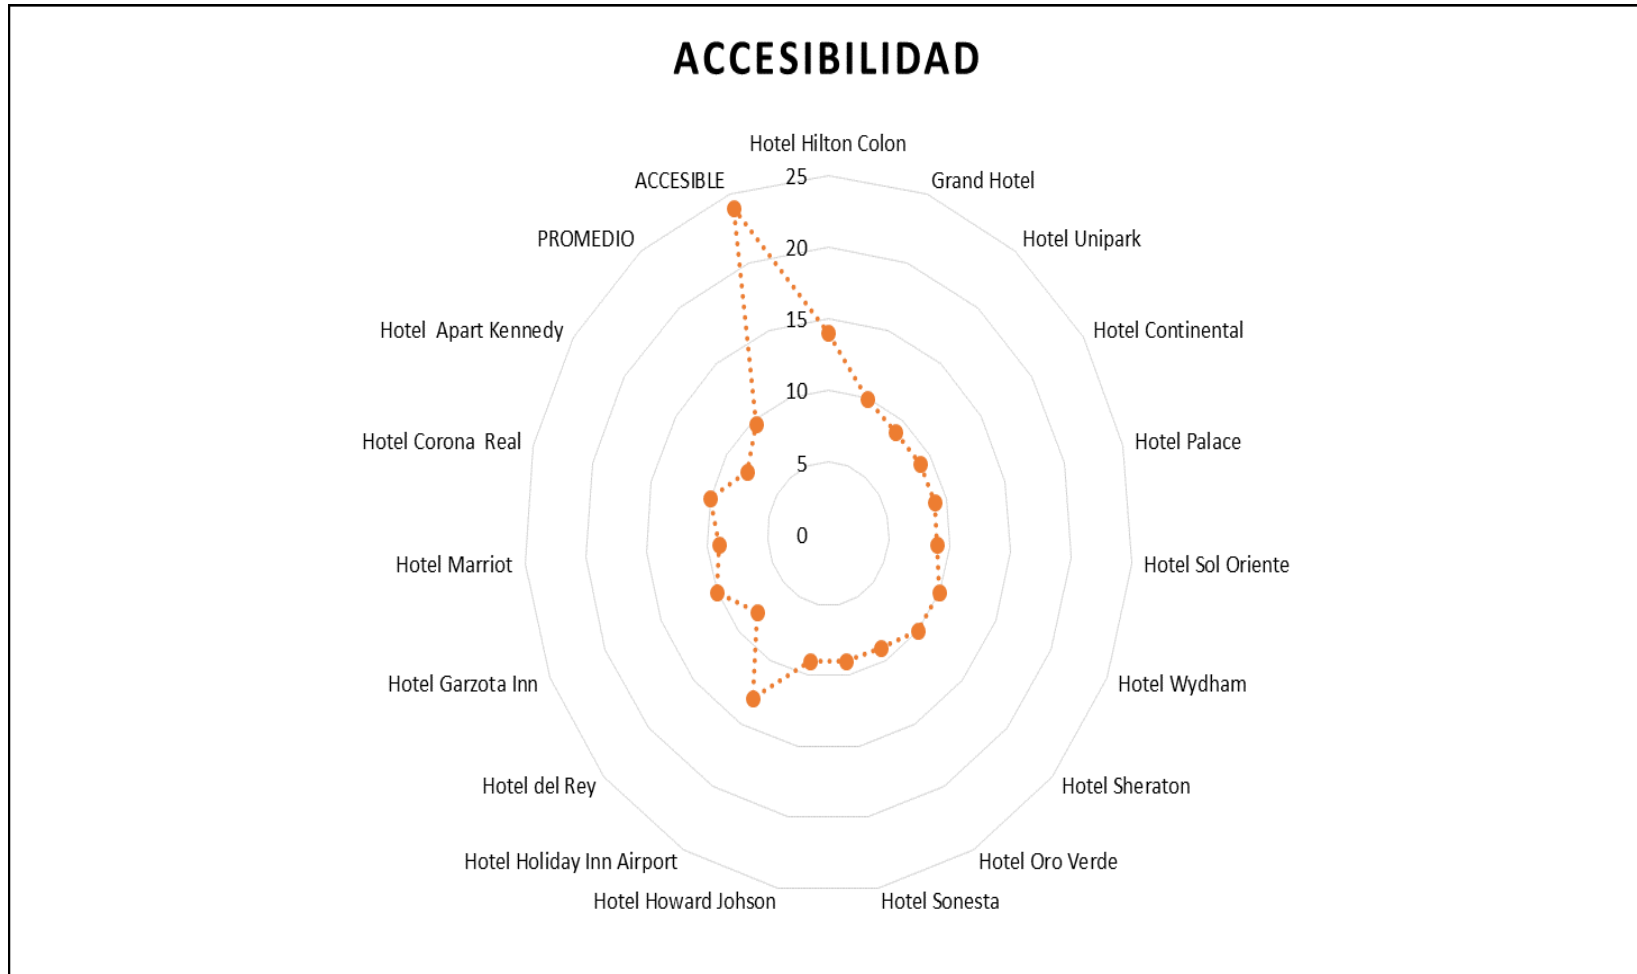 ACCESIBILIDAD
Hotel Hilton Colon
Grand Hotel
Hotel Unipark
Hotel Continental
Hotel Palace
Hotel Sol Oriente
Hotel Wydham
Hotel Sheraton
Hotel Oro Verde
Hotel Sonesta
Hotel Howard Johson
Hotel Holiday Inn Airport
Hotel del Rey
Hotel Garzota Inn
Hotel Marriot
Hotel Corona  Real
Hotel  Apart Kennedy
PROMEDIO
ACCESIBLE
25
20
15
10
5
0